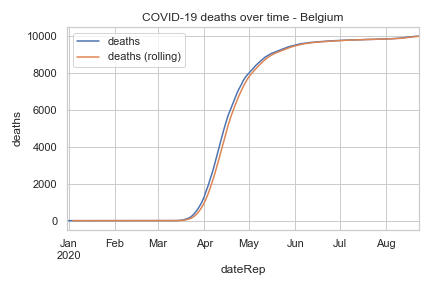 COVID-19 deaths over time - Belgium
deaths
deaths (rolling)
10000
8000
6000
4000
2000
0
deaths
Jan Feb Mar Apr May Jun Jul Aug
2020
dateRep